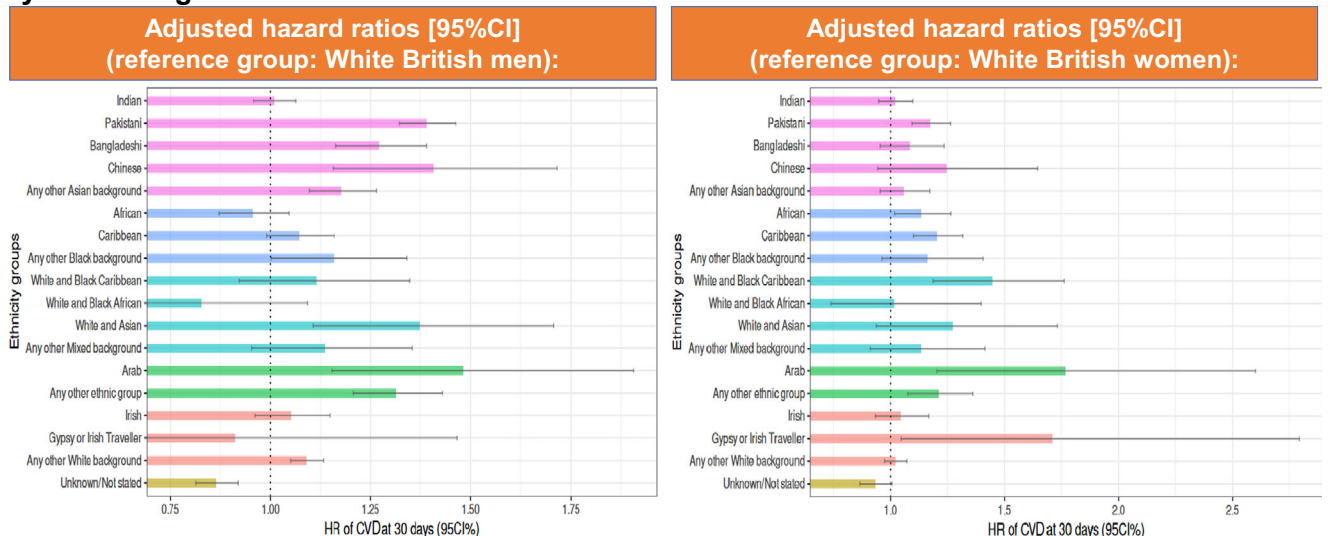 Adjusted hazard ratios [95%CI]
(reference group: White British men):
Ethnicity groups
Indian
Pakistani
Bangladeshi
Chinese
Any other Asian background
African
Caribbean
Any other Black background
White and Black Caribbean
White and Black African
White and Asian
Any other Mixed background
Arab
Any other ethnic group
Irish
Gypsy or Irish Traveller
Any other White background
Unknown/Not stated
0.75 1.00 1.25 1.50 1.75
HR of CVD at 30 days (95CI%)
Adjusted hazard ratios [95%CI]
(reference group: White British women):
Ethnicity groups
Indian
Pakistani
Bangladeshi
Chinese
Any other Asian background
African
Caribbean
Any other Black background
White and Black Caribbean
White and Black African
White and Asian
Any other Mixed background
Arab
Any other ethnic group
Irish
Gypsy or Irish Traveller
Any other White background
Unknown/Not stated
1.0 1.5 2.0 2.5
HR of CVD at 30 days (95CI%)